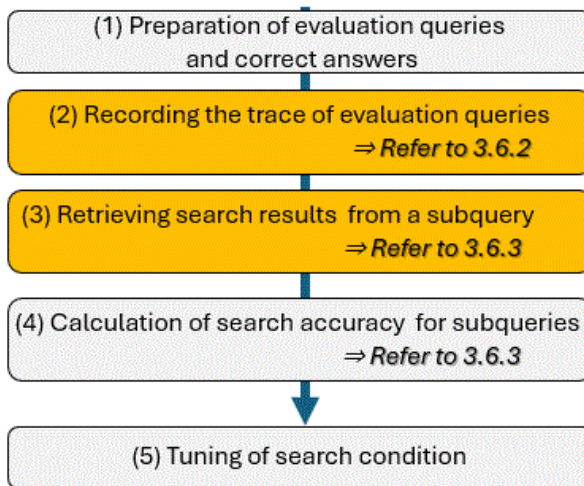 (1) Preparation of evaluation queries
and correct answers
(2) Recording the trace of evaluation queries
⇒ Refer to 3.6.2
(3) Retrieving search results from a subquery
⇒ Refer to 3.6.3
(4) Calculation of search accuracy for subqueries
⇒ Refer to 3.6.3
(5) Tuning of search condition